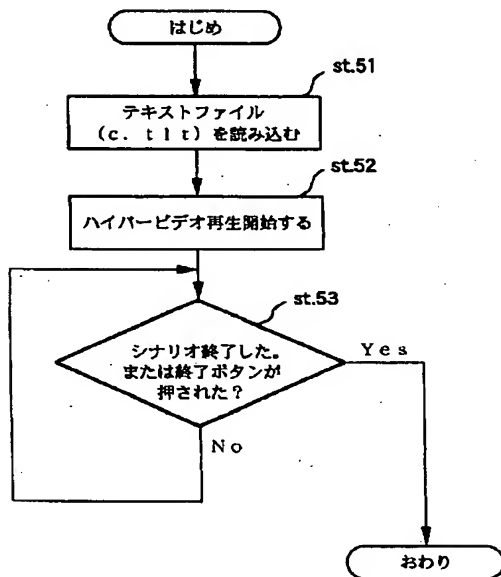 はじめ
st.51
テキストファイル
(c. tlt)を読み込む
st.52
ハイパービデオ再生開始する
st.53
シナリオ終了した。
または終了ボタンが
押された?
Yes
No
おわり